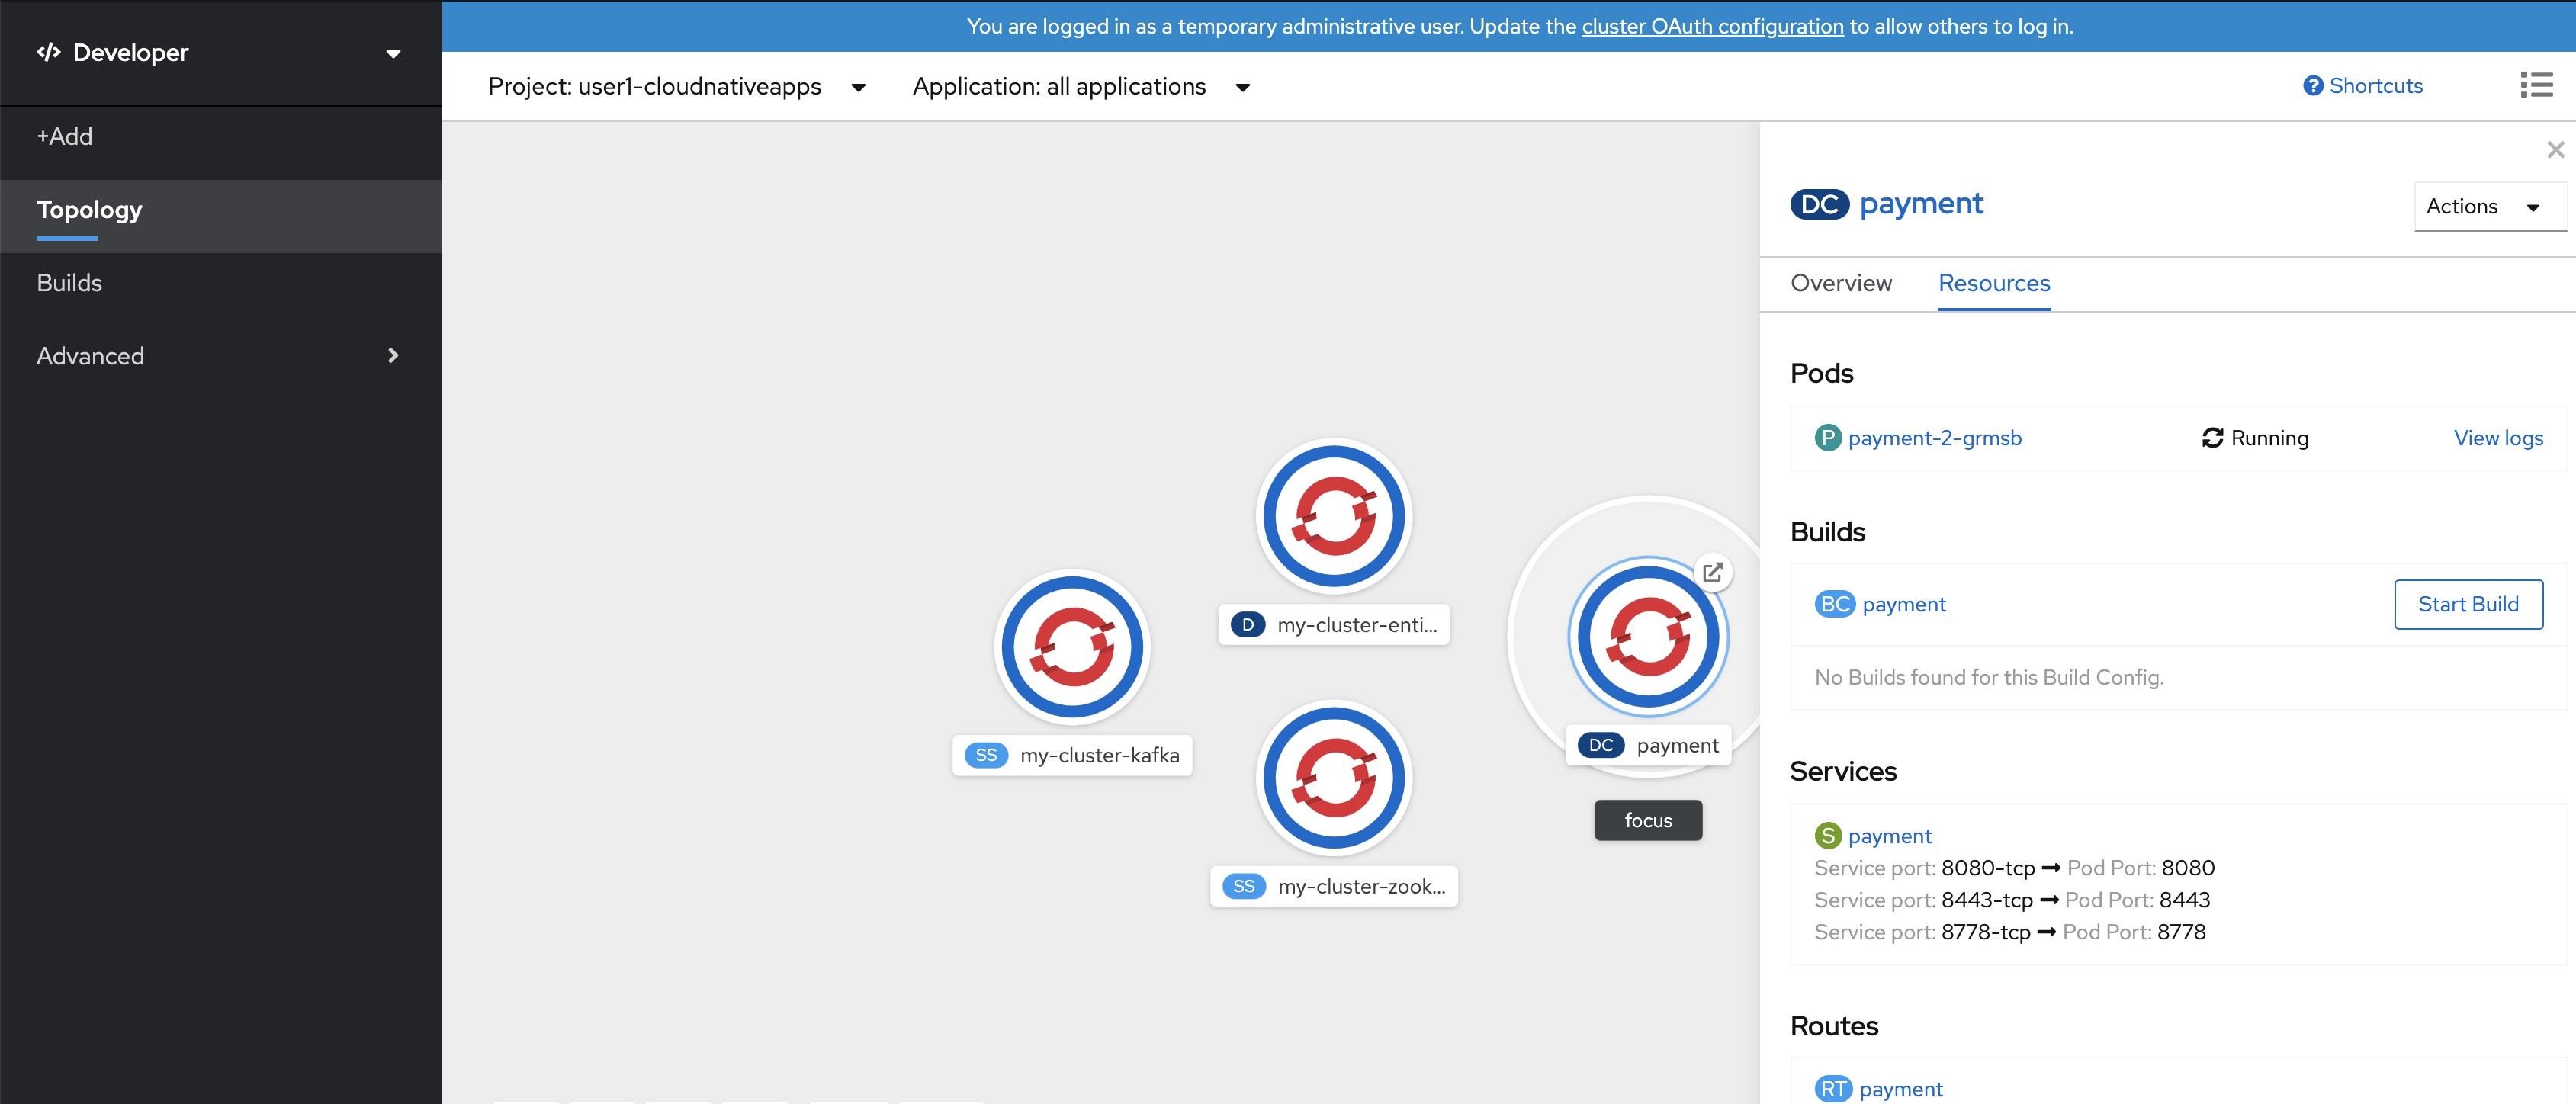 You are logged in as a temporary administrative user. Update the cluster OAuth configuration to allow others to log in.
Developer
+Add
Topology
Builds
Advanced
Project: user1-cloudnativeapps
Application: all applications
Shortcuts
my-cluster-kafka
SS
D my-cluster-enti...
SS my-cluster-zook...
DC payment
focus
DC payment
Actions
Overview Resources
Pods
P payment-2-grmsb Running View logs
Builds
BC payment Start Build
No Builds found for this Build Config.
Services
S payment
Service port: 8080-tcp → Pod Port: 8080
Service port: 8443-tcp → Pod Port: 8443
Service port: 8778-tcp → Pod Port: 8778
Routes
RT payment